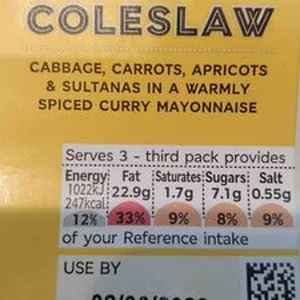 COLESLAW
CABBAGE, CARROTS, APRICOTS
& SULTANAS IN A WARMLY
SPICED CURRY MAYONNAISE
Serves 3 - third pack provides
Energy Fat Saturates Sugars Salt
1022kJ 22.9g 1.7g 7.1g 0.55g
247kcal
12% 33% 9% 8% 9%
of your Reference intake
USE BY